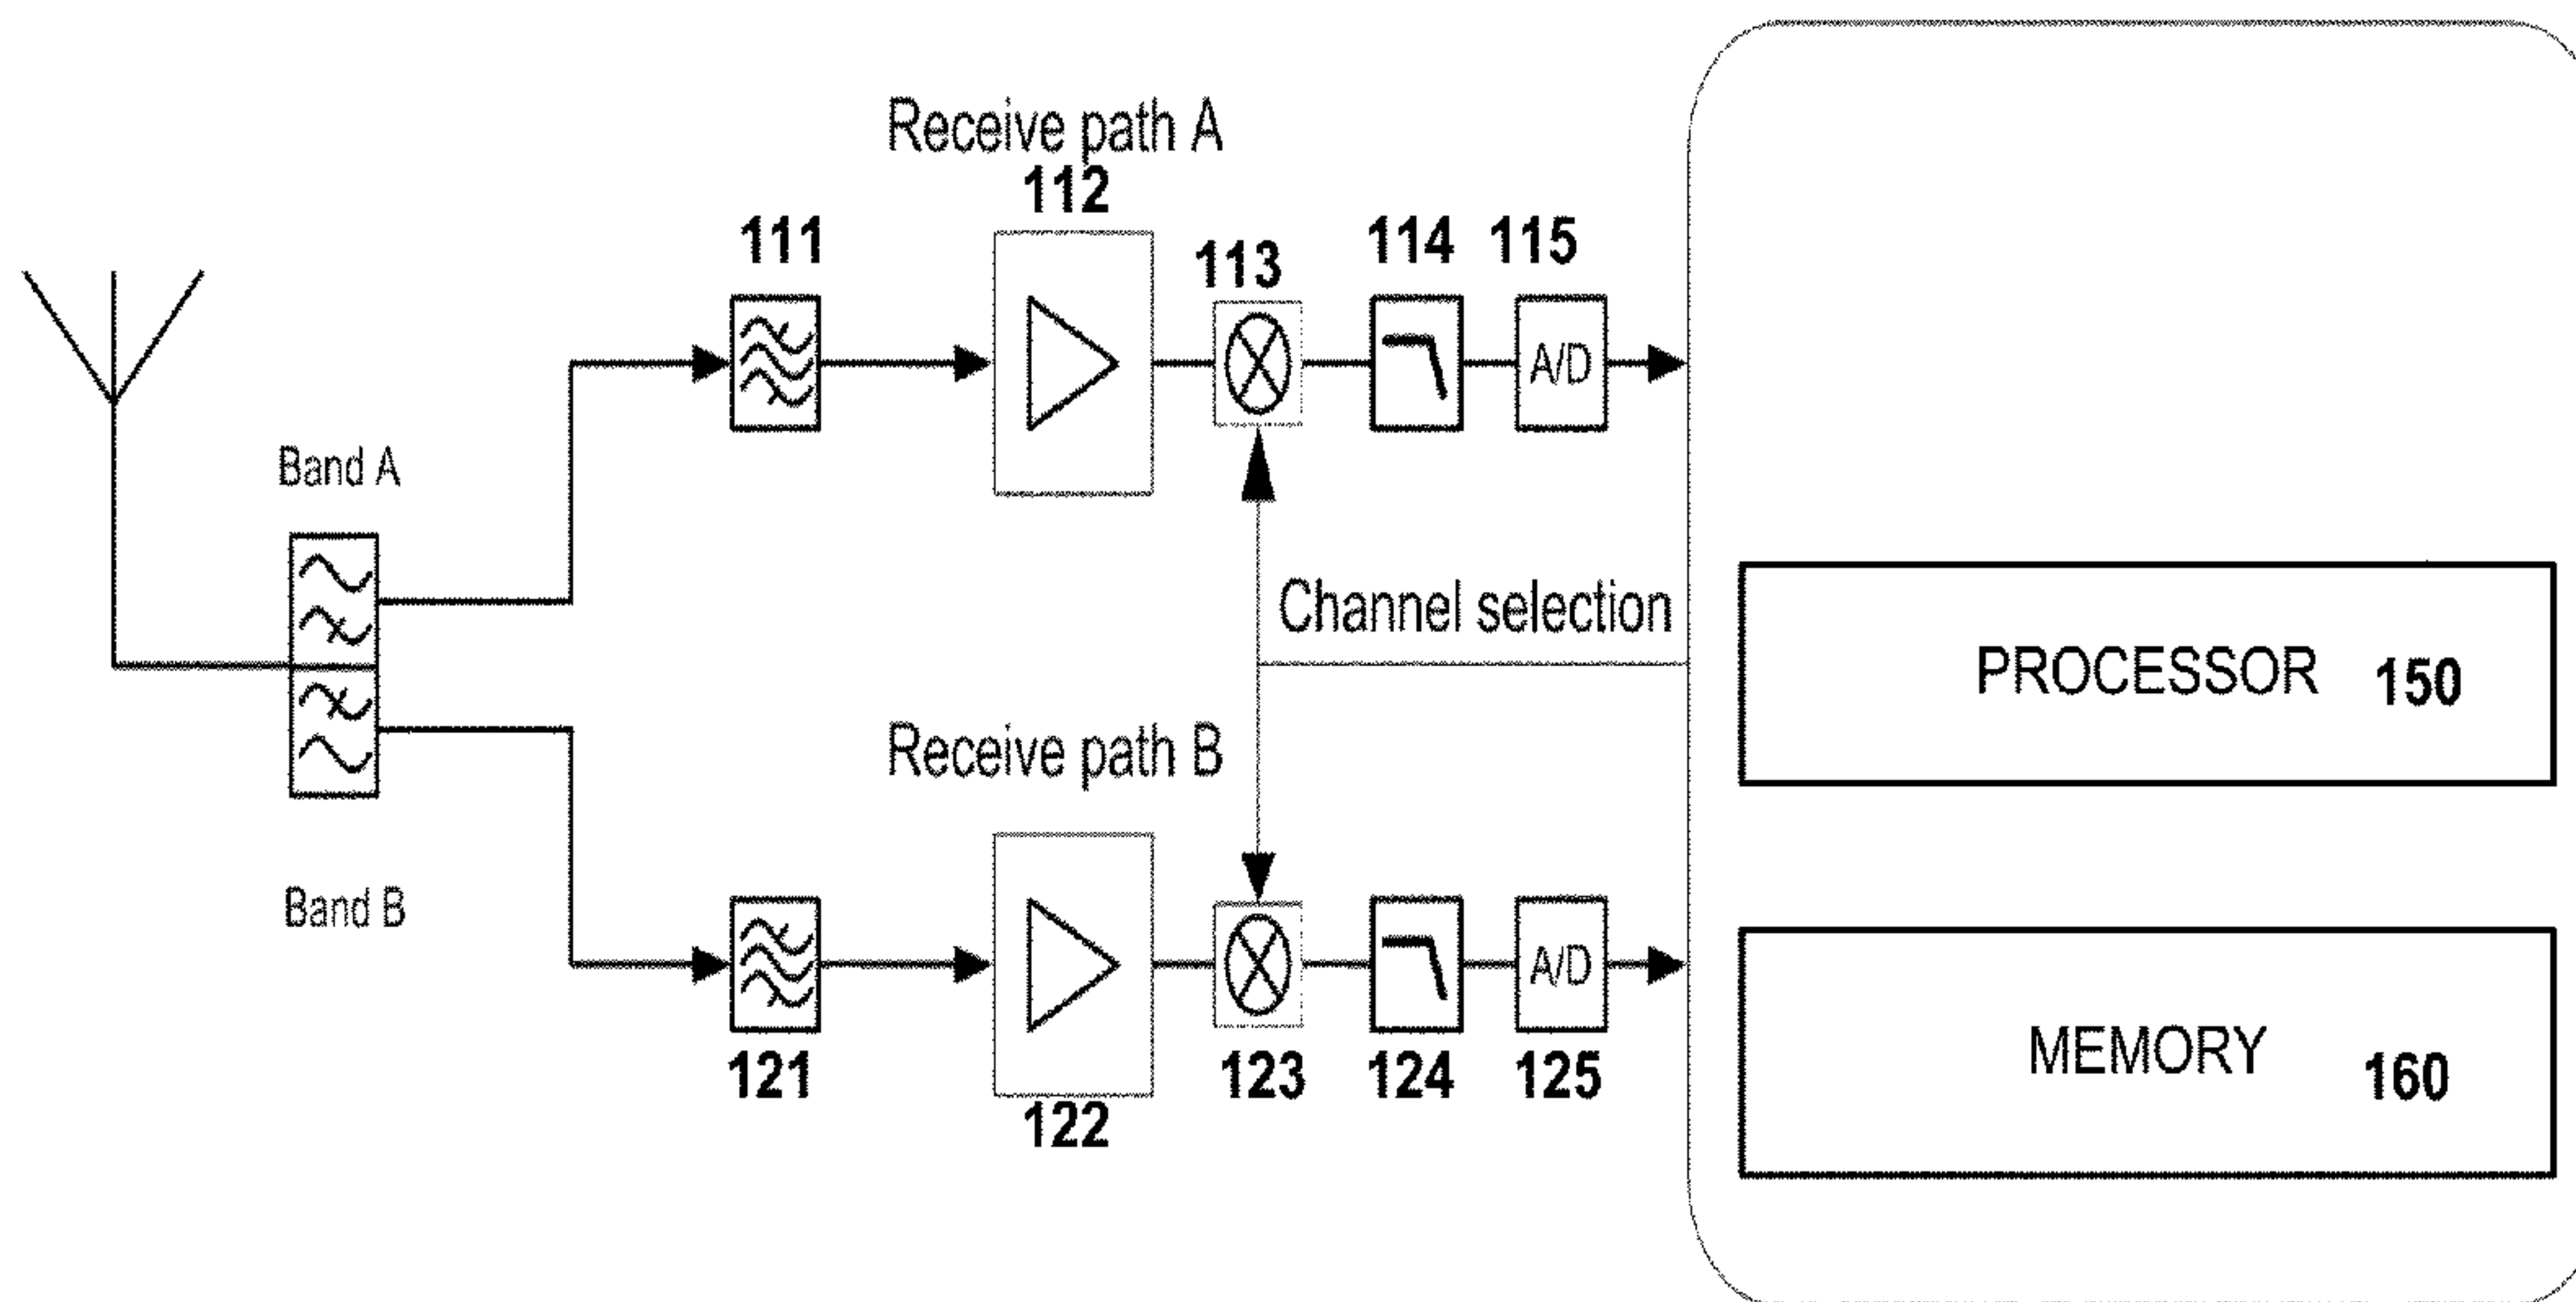 Receive path A
112
111
113
114
115
A/D
Band A
Channel selection
PROCESSOR 150
Receive path B
Band B
A/D
MEMORY 160
121
122
123
124
125